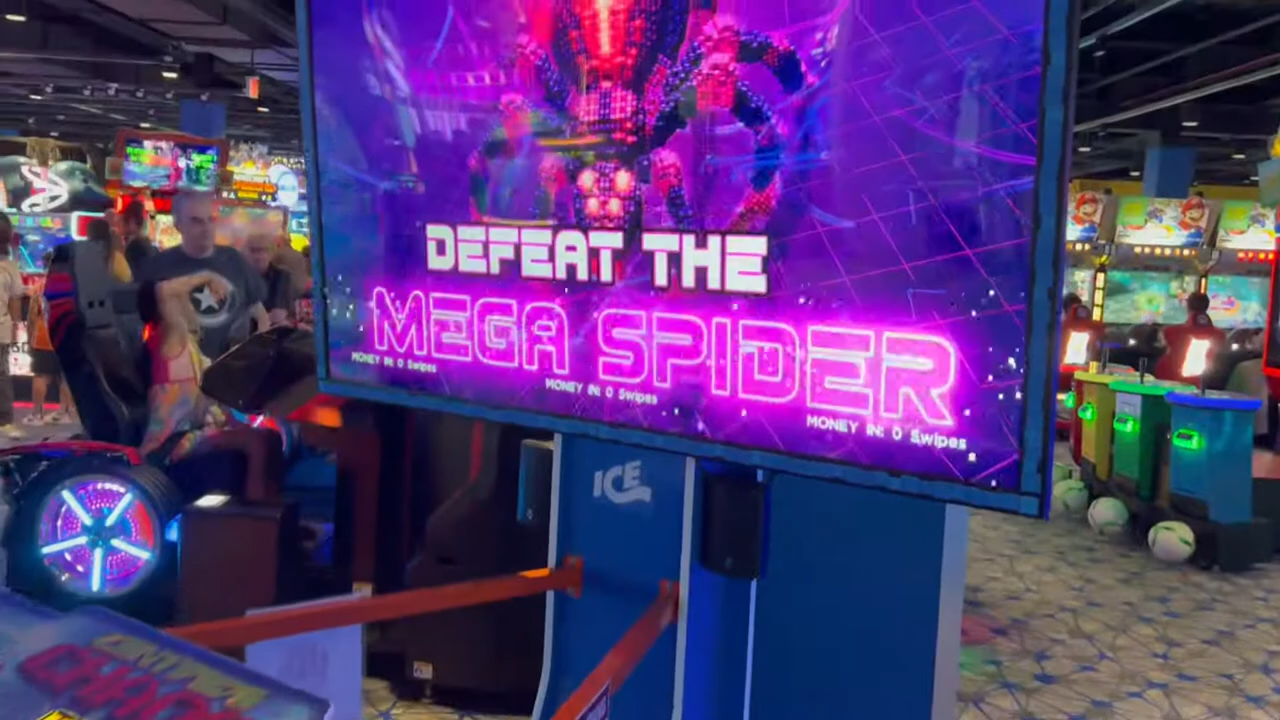 DEFEAT THE
MEGA SPIDER
MONEY IN: 0 Swipes
MONEY IN: 0 Swipes
MONEY IN: 0 Swipes
ICE